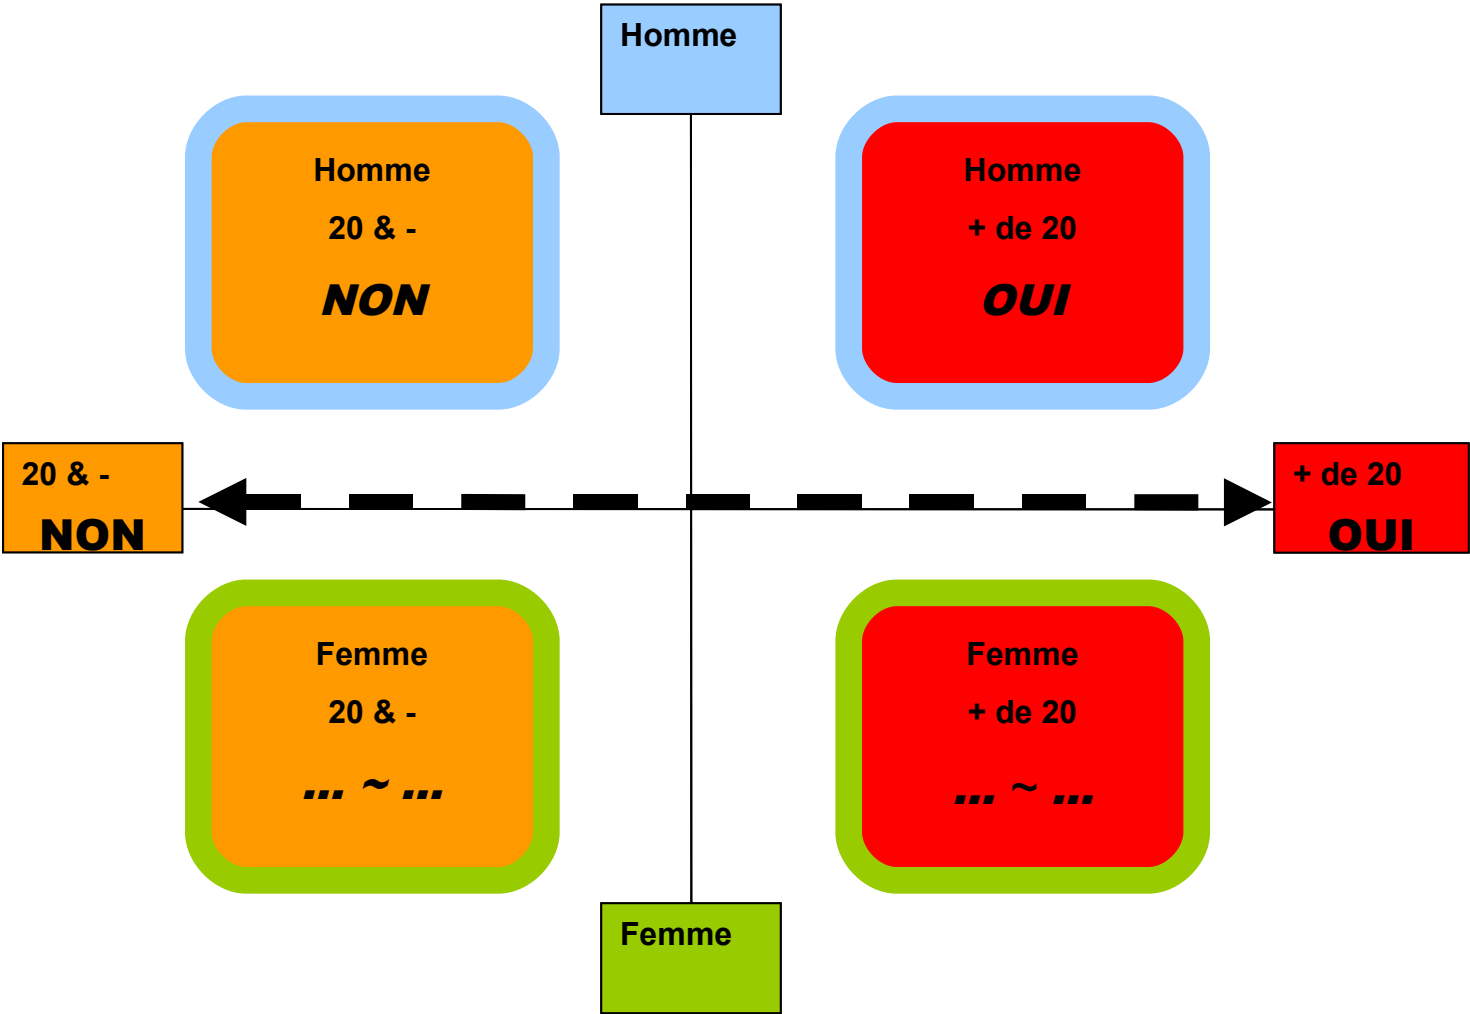 Homme
Homme
20 & -
NON
Homme
+ de 20
OUI
20 & -
NON
+ de 20
OUI
Femme
20 & -
... ~ ...
Femme
+ de 20
... ~ ...
Femme